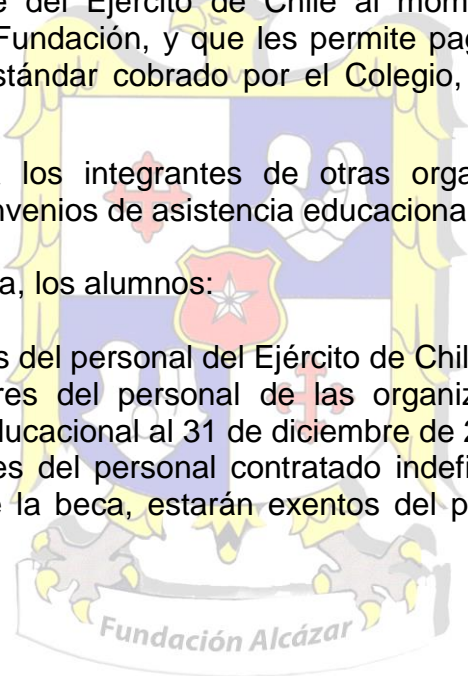 e del Ejército de Chile al mom
Fundación, y que les permite pag
stándar cobrado por el Colegio,
los integrantes de otras orga
nvenios de asistencia educaciona
a, los alumnos:
s del personal del Ejército de Chil
res del personal de las organiz
ducacional al 31 de diciembre de 2
es del personal contratado indefi
e la beca, estarán exentos del p
Fundación Alcázar